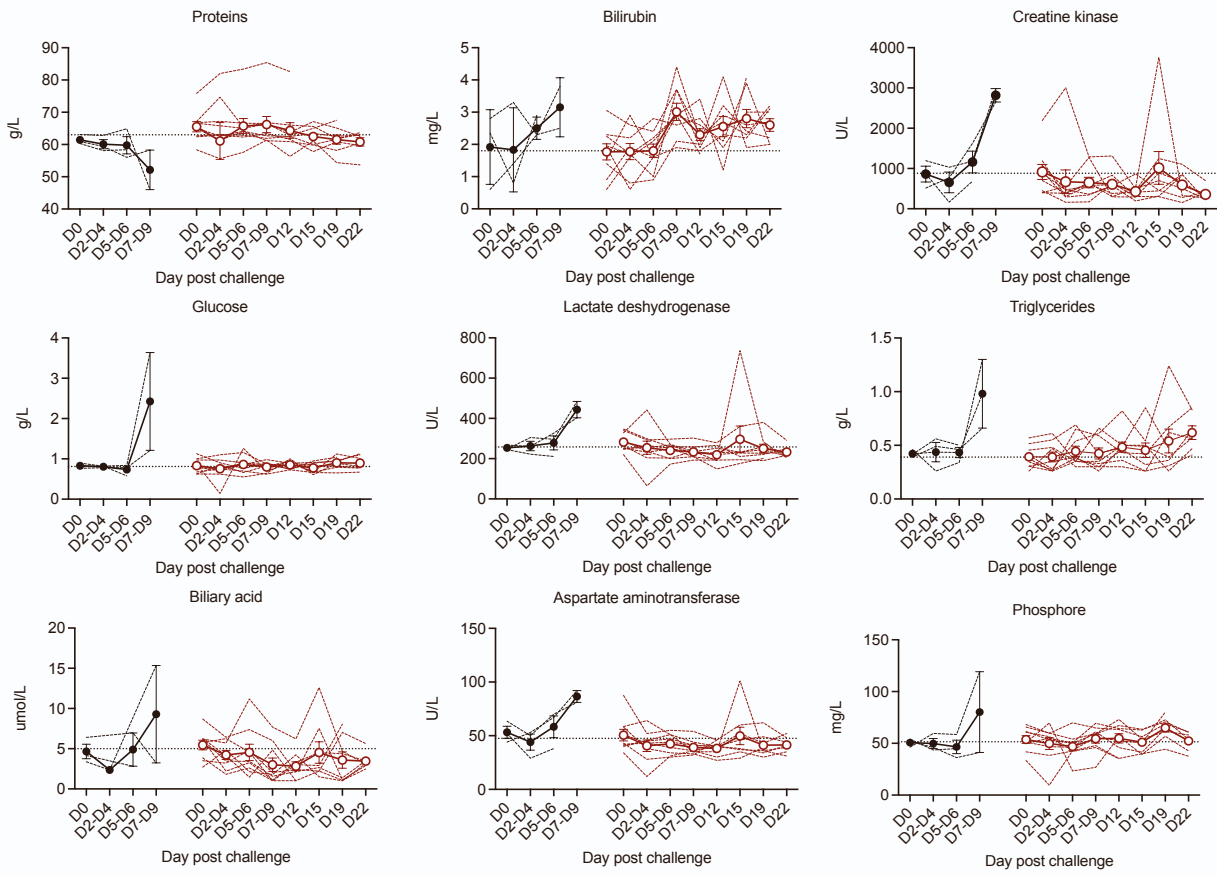 Proteins
g/L
90
80
70
60
50
40
D0
D2-D4
D5-D6
D7-D9
D0
D2-D4
D5-D6
D7-D9
D12
D15
D19
D22
Day post challenge
Bilirubin
mg/L
5
4
3
2
1
0
D0
D2-D4
D5-D6
D7-D9
D0
D2-D4
D5-D6
D7-D9
D12
D15
D19
D22
Day post challenge
Creatine kinase
U/L
4000
3000
2000
1000
0
D0
D2-D4
D5-D6
D7-D9
D0
D2-D4
D5-D6
D7-D9
D12
D15
D19
D22
Day post challenge
Glucose
g/L
4
3
2
1
0
D0
D2-D4
D5-D6
D7-D9
D0
D2-D4
D5-D6
D7-D9
D12
D15
D19
D22
Day post challenge
Lactate deshydrogenase
U/L
800
600
400
200
0
D0
D2-D4
D5-D6
D7-D9
D0
D2-D4
D5-D6
D7-D9
D12
D15
D19
D22
Day post challenge
Triglycerides
g/L
1.5
1.0
0.5
0.0
D0
D2-D4
D5-D6
D7-D9
D0
D2-D4
D5-D6
D7-D9
D12
D15
D19
D22
Day post challenge
Biliary acid
umol/L
20
15
10
5
0
D0
D2-D4
D5-D6
D7-D9
D0
D2-D4
D5-D6
D7-D9
D12
D15
D19
D22
Day post challenge
Aspartate aminotransferase
U/L
150
100
50
0
D0
D2-D4
D5-D6
D7-D9
D0
D2-D4
D5-D6
D7-D9
D12
D15
D19
D22
Day post challenge
Phosphore
mg/L
150
100
50
0
D0
D2-D4
D5-D6
D7-D9
D0
D2-D4
D5-D6
D7-D9
D12
D15
D19
D22
Day post challenge